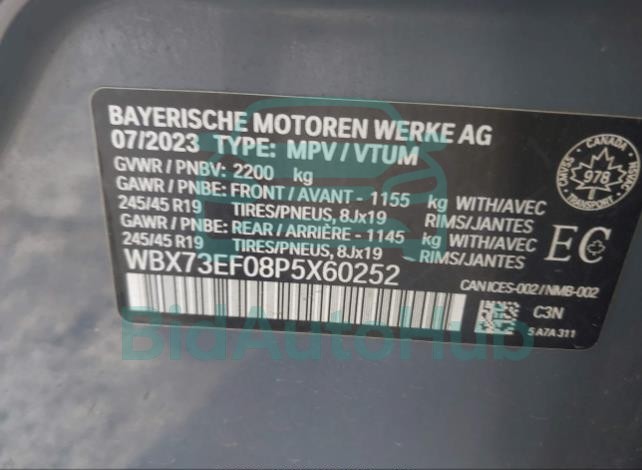 BAYERISCHE MOTOREN WERKE AG
07/2023 TYPE: MPV / VTUM
GVWR / PNBV: 2200 kg
GAWR / PNBE: FRONT / AVANT - 1155 kg WITH/AVEC
245/45 R19 TIRES/PNEUS, 8Jx19 RIMS/JANTES
GAWR / PNBE: REAR / ARRIÈRE - 1145 kg WITH/AVEC
245/45 R19 TIRES/PNEUS, 8Jx19 RIMS/JANTES
WBX73EF08P5X60252
CANADA
978
TRANSPORT
EC
CAN ICES-002 / NMB-002
C3N
5 A7A 311
BidAutoHub